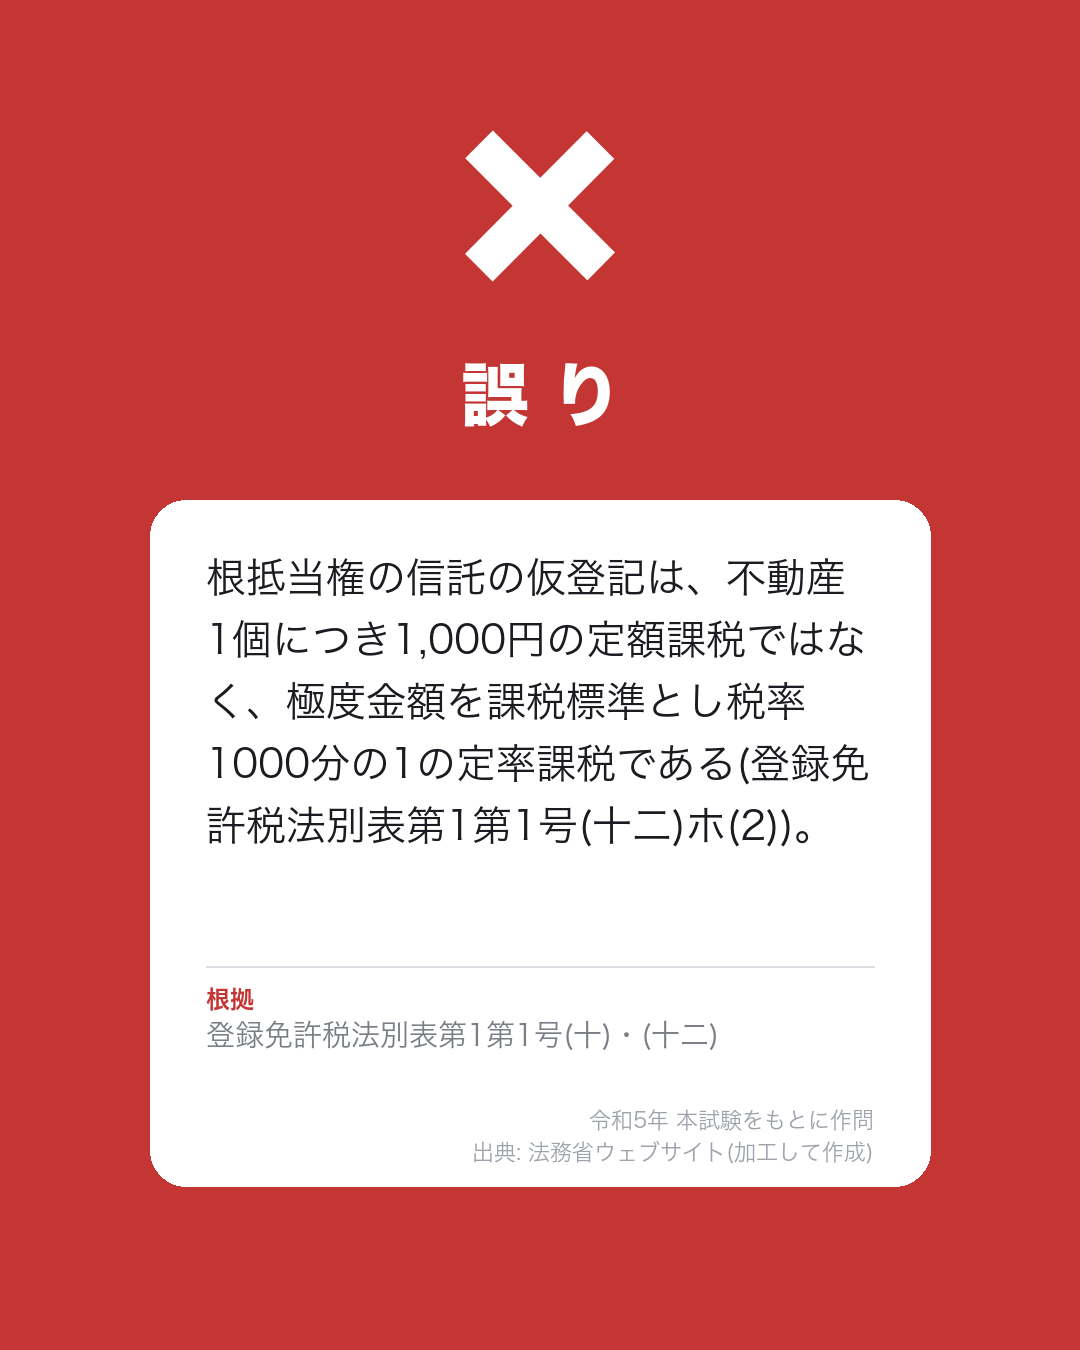 誤り
根抵当権の信託の仮登記は、不動産
1個につき1,000円の定額課税ではな
く、極度金額を課税標準とし税率
1000分の1の定率課税である(登録免
許税法別表第1第1号(十二)ホ(2))。
根拠
登録免許税法別表第1第1号(十)・(十二)
令和5年 本試験をもとに作問
出典: 法務省ウェブサイト(加工して作成)